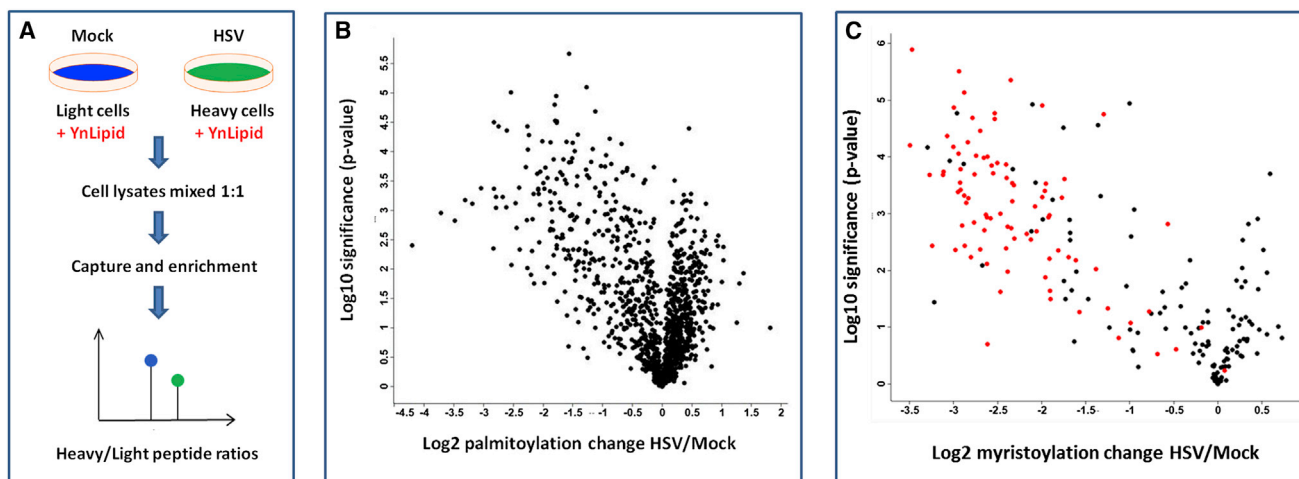 A
Mock HSV
Light cells Heavy cells
+ YnLipid + YnLipid
Cell lysates mixed 1:1
Capture and enrichment
Heavy/Light peptide ratios
B
Log10 significance (p-value)
5.5
5
4.5
4
3.5
3
2.5
2
1.5
1
0.5
0
-4.5 -4 -3.5 -3 -2.5 -2 -1.5 -1 -0.5 0 0.5 1 1.5 2
Log2 palmitoylation change HSV/Mock
C
Log10 significance (p-value)
6
5
4
3
2
1
0
-3.5 -3 -2.5 -2 -1.5 -1 -0.5 0 0.5
Log2 myristoylation change HSV/Mock